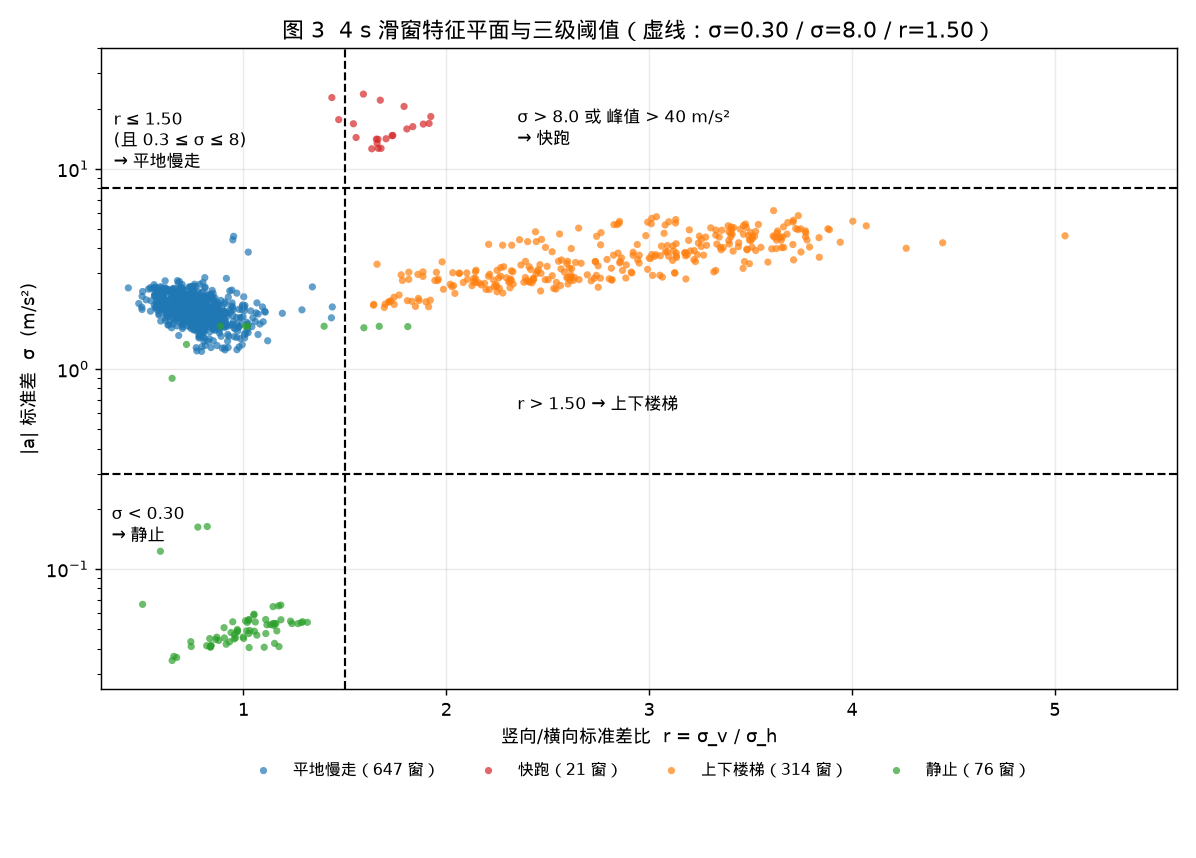 图 3  4 s 滑窗特征平面与三级阈值（虚线：σ=0.30 / σ=8.0 / r=1.50）
r ≤ 1.50
(且 0.3 ≤ σ ≤ 8)
→ 平地慢走
σ > 8.0 或 峰值 > 40 m/s²
→ 快跑
r > 1.50 → 上下楼梯
σ < 0.30
→ 静止
|a| 标准差  σ  (m/s²)
10¹
10⁰
10⁻¹
1 2 3 4 5
竖向/横向标准差比  r = σ_v / σ_h
平地慢走（647 窗） 快跑（21 窗） 上下楼梯（314 窗） 静止（76 窗）